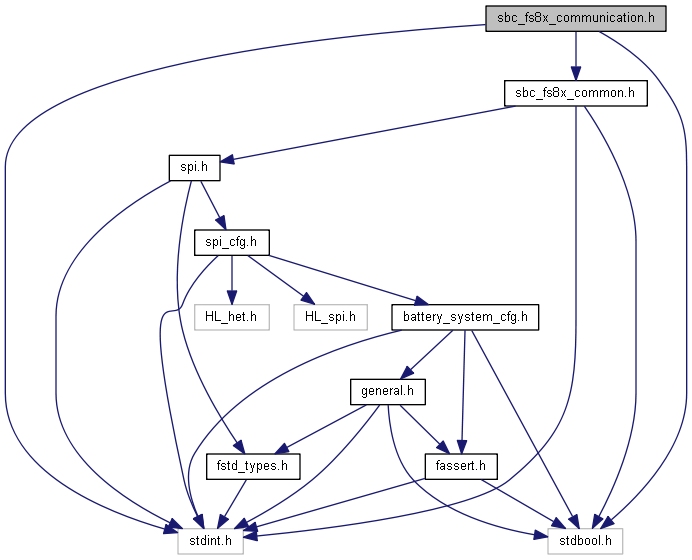 sbc_fs8x_communication.h
sbc_fs8x_common.h
spi.h
spi_cfg.h
HL_het.h
HL_spi.h
battery_system_cfg.h
general.h
fstd_types.h
fassert.h
stdint.h
stdbool.h